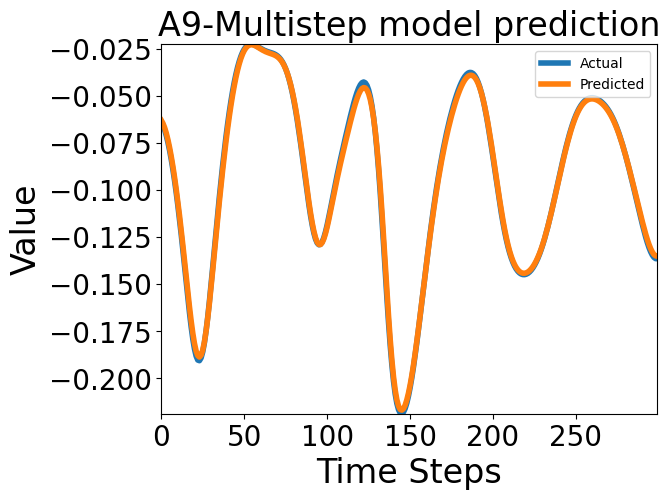 A9-Multistep model prediction
Actual
Predicted
Value
−0.025
−0.050
−0.075
−0.100
−0.125
−0.150
−0.175
−0.200
0 50 100 150 200 250
Time Steps